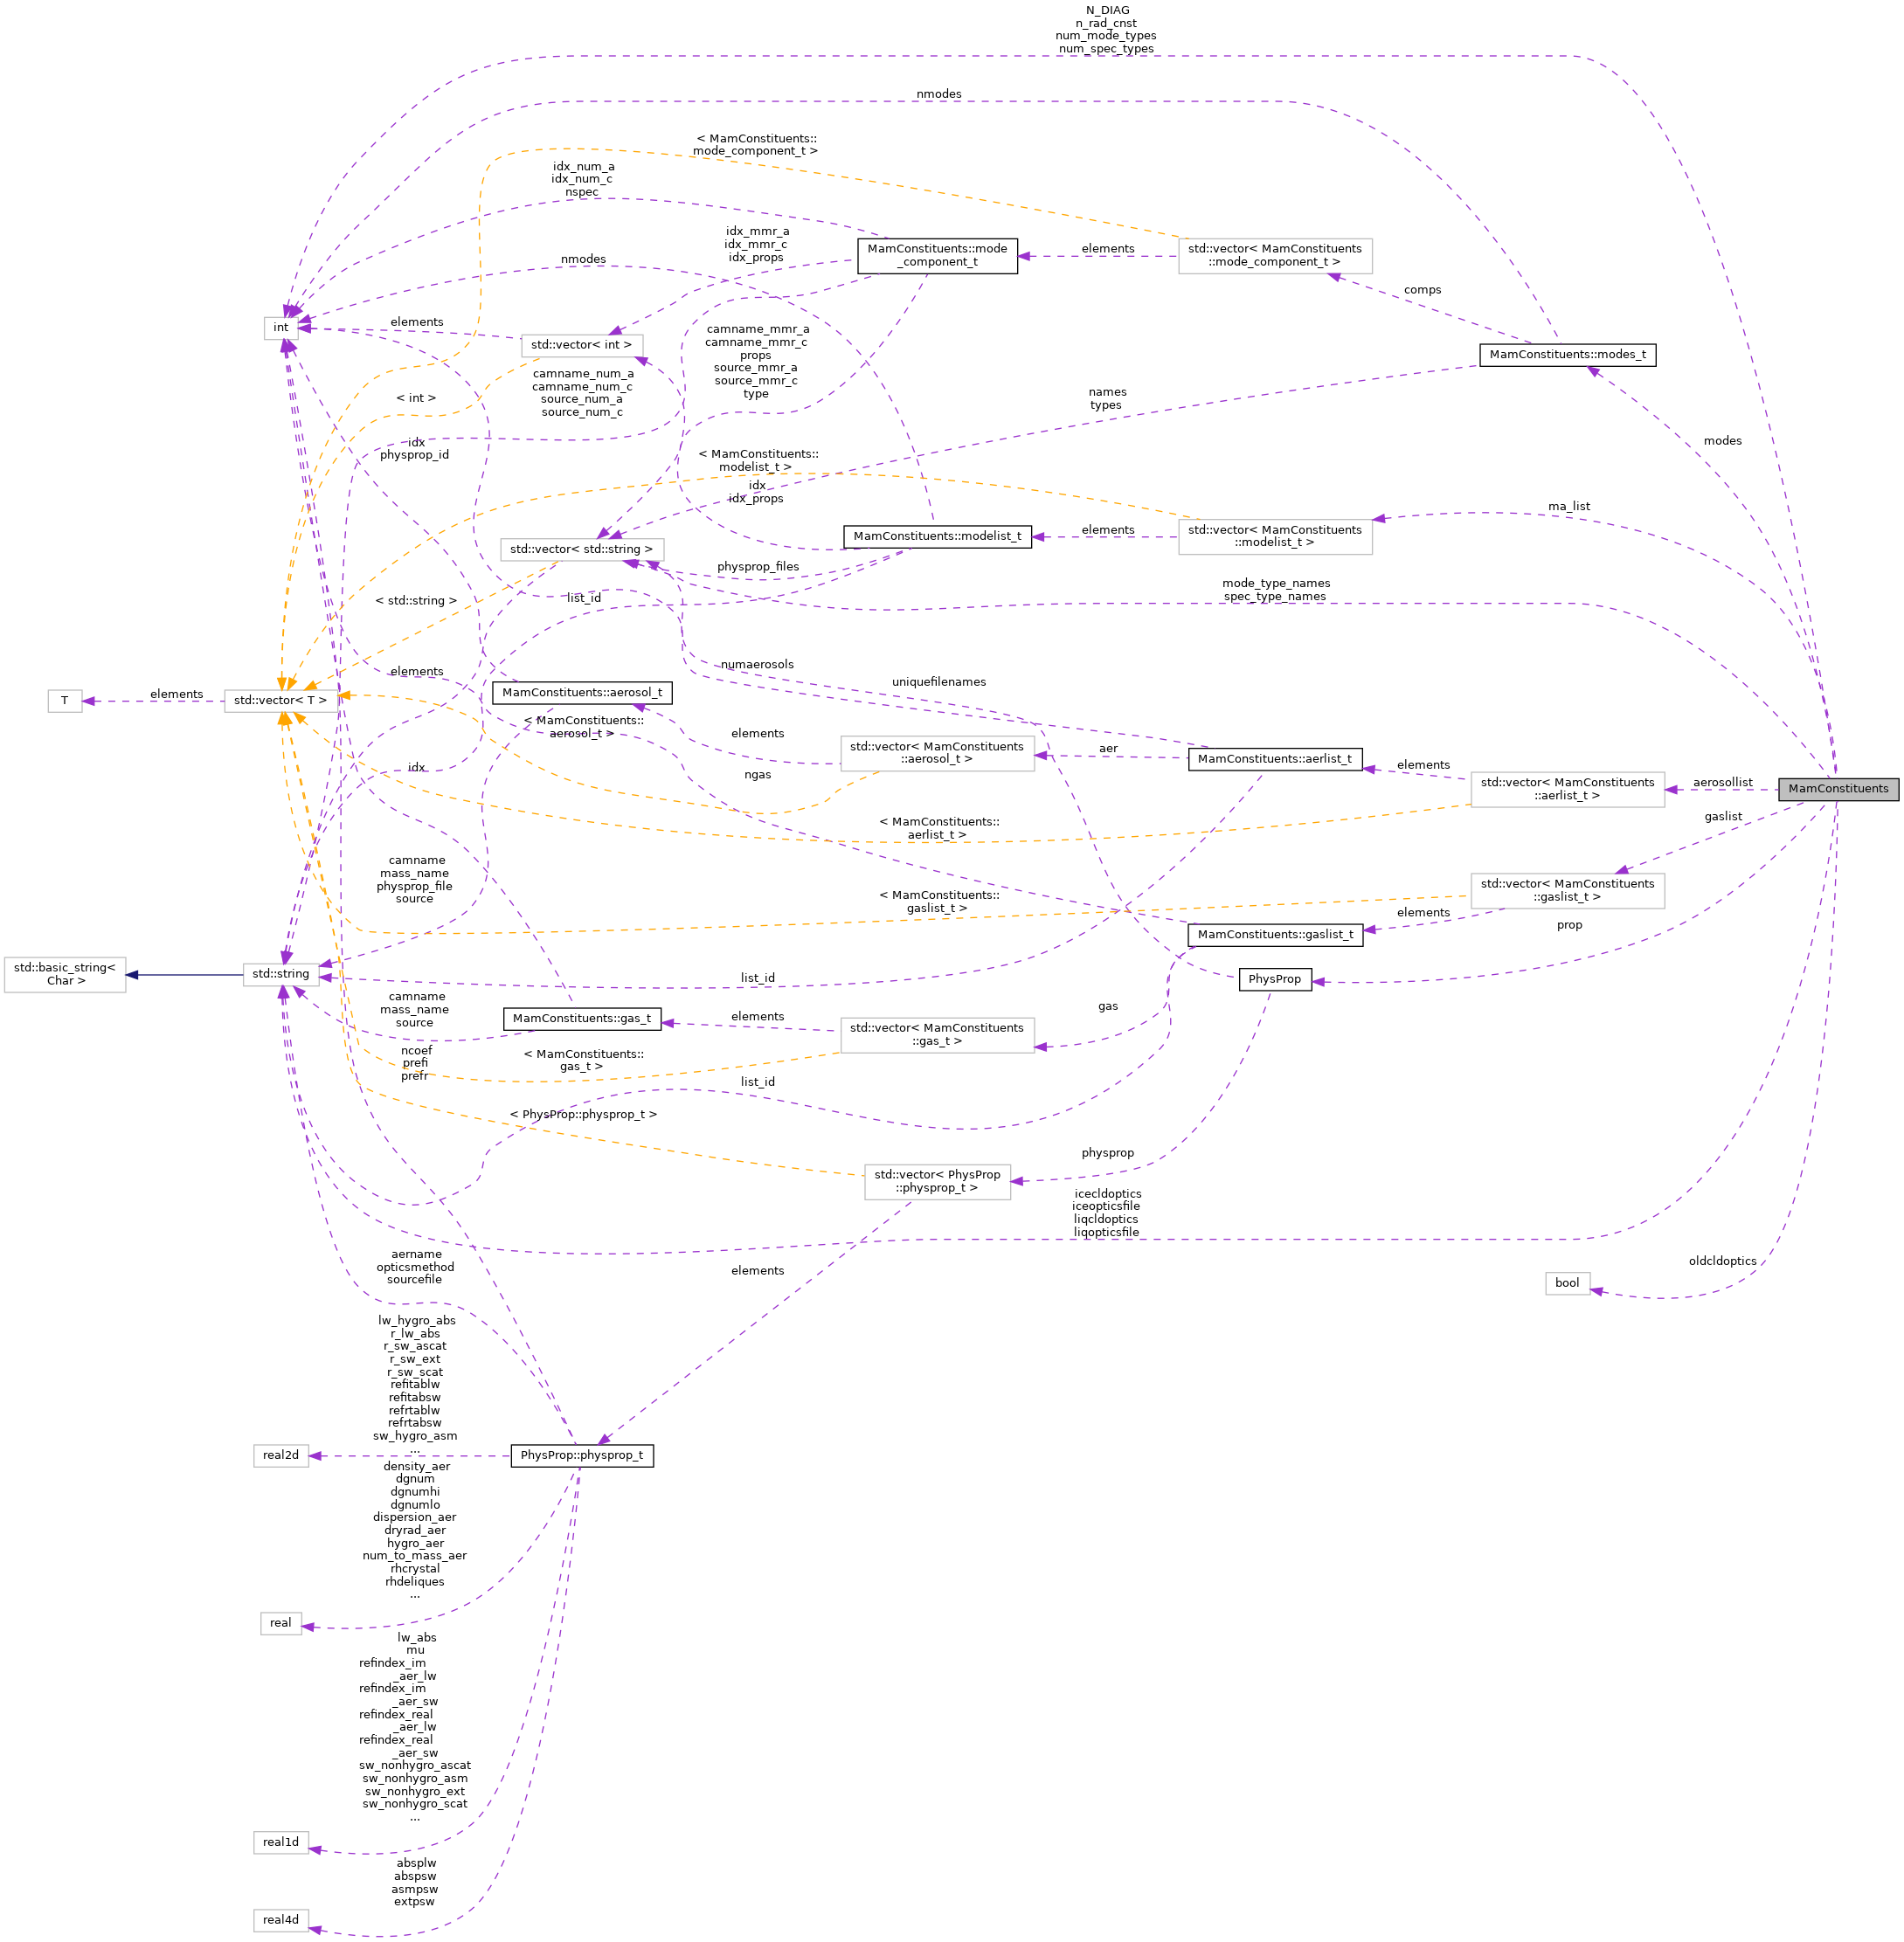 N_DIAG
n_rad_cnst
num_mode_types
num_spec_types
nmodes
< MamConstituents::
mode_component_t >
idx_num_a
idx_num_c
nspec
idx_mmr_a
idx_mmr_c
idx_props
MamConstituents::mode
_component_t
elements
std::vector< MamConstituents
::mode_component_t >
nmodes
comps
int
elements
std::vector< int >
camname_mmr_a
camname_mmr_c
props
source_mmr_a
source_mmr_c
type
MamConstituents::modes_t
camname_num_a
camname_num_c
source_num_a
source_num_c
< int >
names
types
modes
idx
physprop_id
< MamConstituents::
modelist_t >
idx
idx_props
ma_list
std::vector< std::string >
MamConstituents::modelist_t
elements
std::vector< MamConstituents
::modelist_t >
physprop_files
mode_type_names
spec_type_names
< std::string >
list_id
numaerosols
elements
uniquefilenames
T
elements
std::vector< T >
MamConstituents::aerosol_t
< MamConstituents::
aerosol_t >
elements
std::vector< MamConstituents
::aerosol_t >
aer
MamConstituents::aerlist_t
elements
std::vector< MamConstituents
::aerlist_t >
aerosollist
MamConstituents
idx
ngas
< MamConstituents::
aerlist_t >
gaslist
camname
mass_name
physprop_file
source
< MamConstituents::
gaslist_t >
std::vector< MamConstituents
::gaslist_t >
elements
MamConstituents::gaslist_t
prop
std::basic_string<
Char >
std::string
list_id
PhysProp
camname
mass_name
source
MamConstituents::gas_t
elements
std::vector< MamConstituents
::gas_t >
gas
ncoef
prefi
prefr
< MamConstituents::
gas_t >
list_id
< PhysProp::physprop_t >
physprop
std::vector< PhysProp
::physprop_t >
icecldoptics
iceopticsfile
liqcldoptics
liqopticsfile
aername
opticsmethod
sourcefile
elements
oldcldoptics
bool
lw_hygro_abs
r_lw_abs
r_sw_ascat
r_sw_ext
r_sw_scat
refitablw
refitabsw
refrtablw
refrtabsw
sw_hygro_asm
...
real2d
PhysProp::physprop_t
density_aer
dgnum
dgnumhi
dgnumlo
dispersion_aer
dryrad_aer
hygro_aer
num_to_mass_aer
rhcrystal
rhdeliques
...
real
lw_abs
mu
refindex_im
_aer_lw
refindex_im
_aer_sw
refindex_real
_aer_lw
refindex_real
_aer_sw
sw_nonhygro_ascat
sw_nonhygro_asm
sw_nonhygro_ext
sw_nonhygro_scat
...
real1d
absplw
abspsw
asmpsw
extpsw
real4d